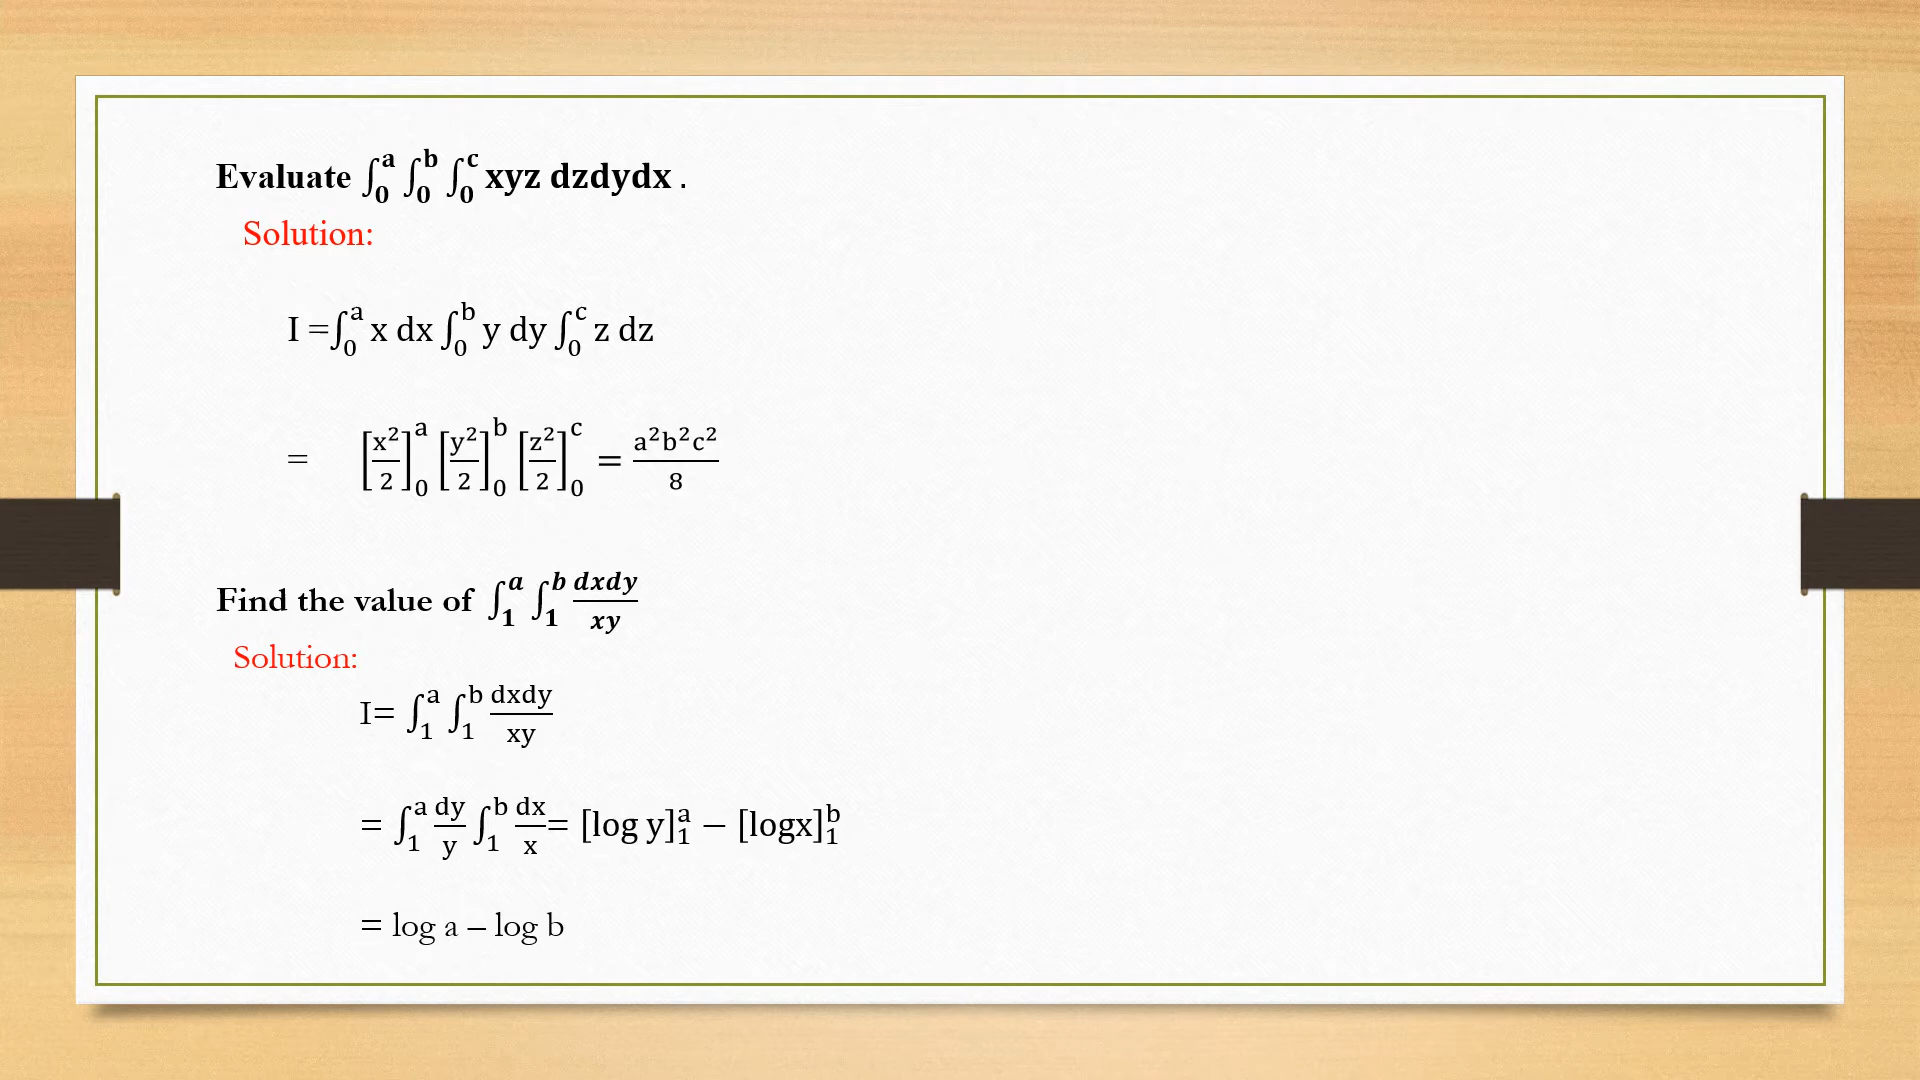 Evaluate ∫₀ᵃ ∫₀ᵇ ∫₀ᶜ xyz dzdydx .
Solution:
I =∫₀ᵃ x dx ∫₀ᵇ y dy ∫₀ᶜ z dz
= [x²/2]₀ᵃ [y²/2]₀ᵇ [z²/2]₀ᶜ = a²b²c²/8
Find the value of ∫₁ᵃ ∫₁ᵇ dxdy/xy
Solution:
I= ∫₁ᵃ ∫₁ᵇ dxdy/xy
= ∫₁ᵃ dy/y ∫₁ᵇ dx/x = [log y]₁ᵃ − [logx]₁ᵇ
= log a – log b